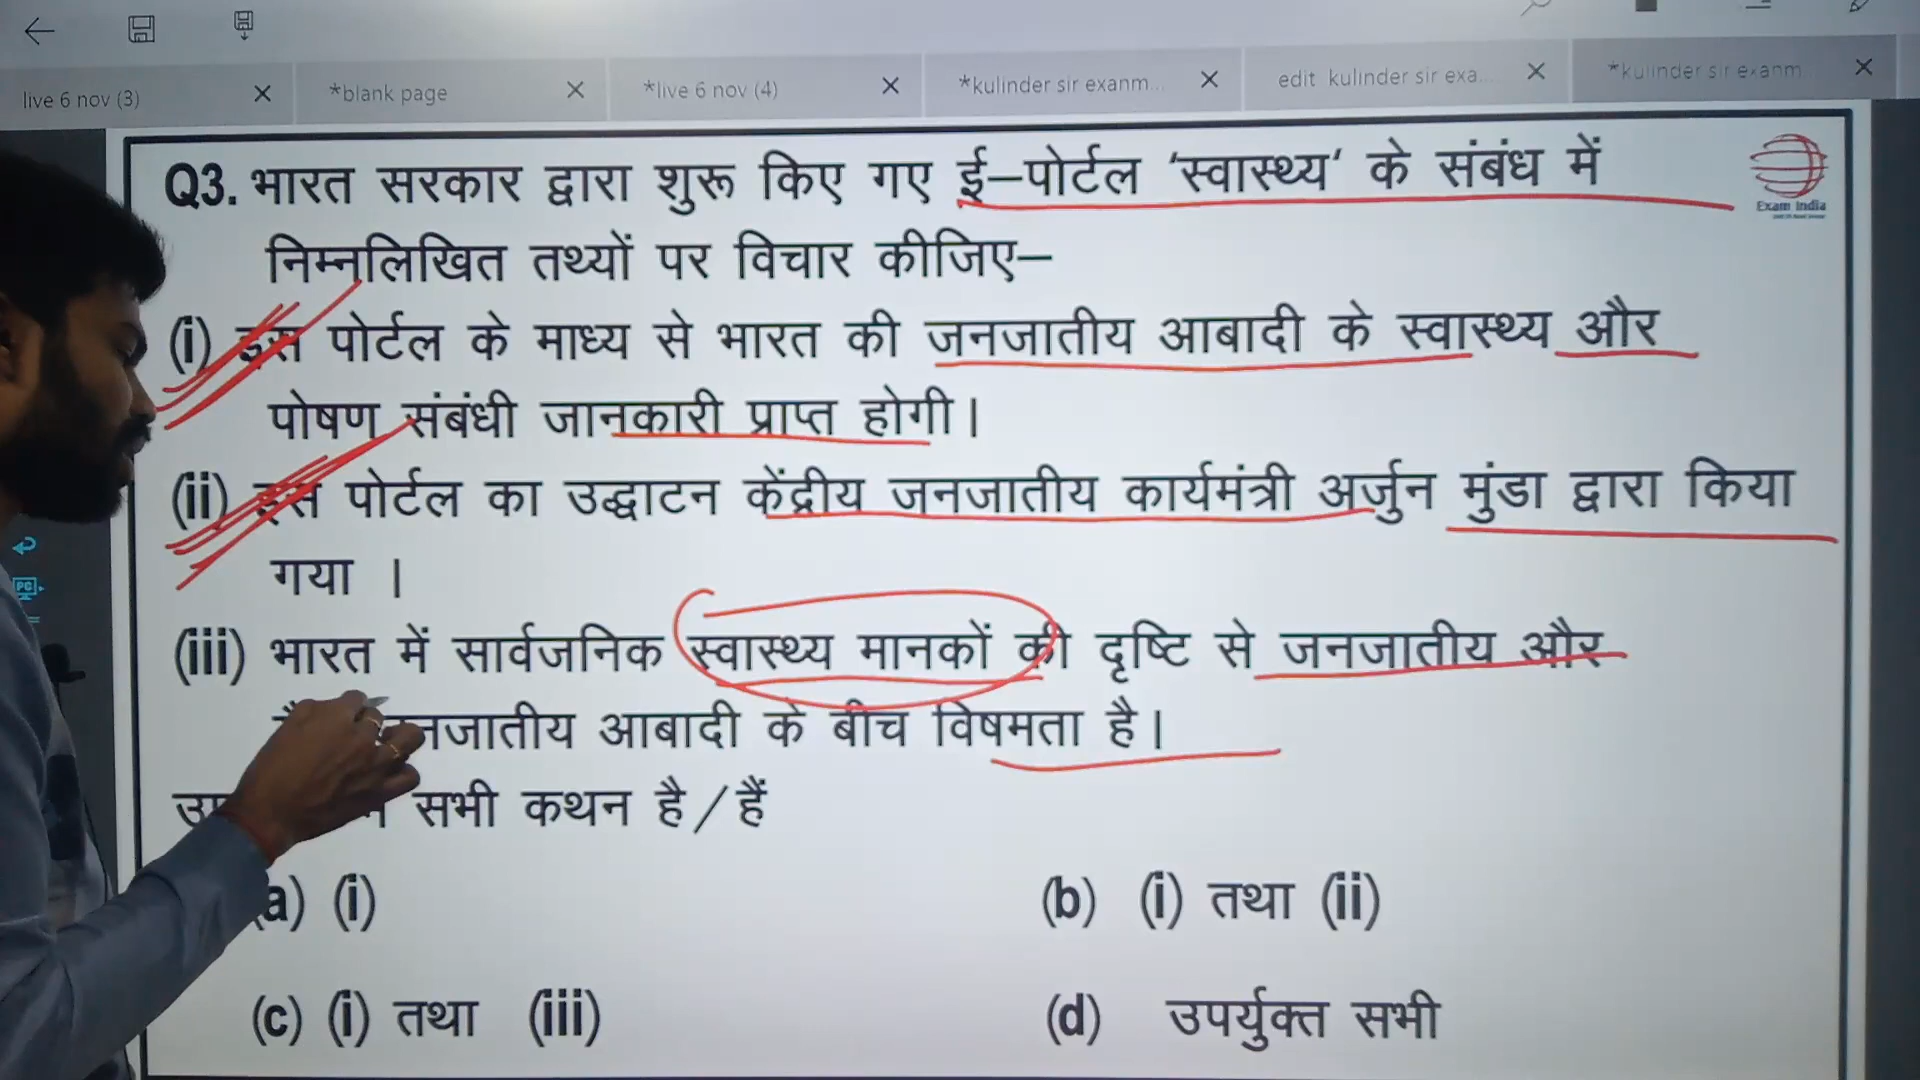 live 6 nov (3)
*blank page
*live 6 nov (4)
*kulinder sir exanm...
edit kulinder sir exa...
*kulinder sir exanm...
Q3. भारत सरकार द्वारा शुरू किए गए ई–पोर्टल ‘स्वास्थ्य‘ के संबंध में
Exam India
निम्नलिखित तथ्यों पर विचार कीजिए–
(i) इस पोर्टल के माध्य से भारत की जनजातीय आबादी के स्वास्थ्य और
पोषण संबंधी जानकारी प्राप्त होगी।
(ii) इस पोर्टल का उद्घाटन केंद्रीय जनजातीय कार्यमंत्री अर्जुन मुंडा द्वारा किया
गया ।
(iii) भारत में सार्वजनिक स्वास्थ्य मानकों की दृष्टि से जनजातीय और
आबादी के बीच विषमता है।
सभी कथन है/हैं
(a) (i)
(b) (i) तथा (ii)
(c) (i) तथा (iii)
(d) उपर्युक्त सभी
PC